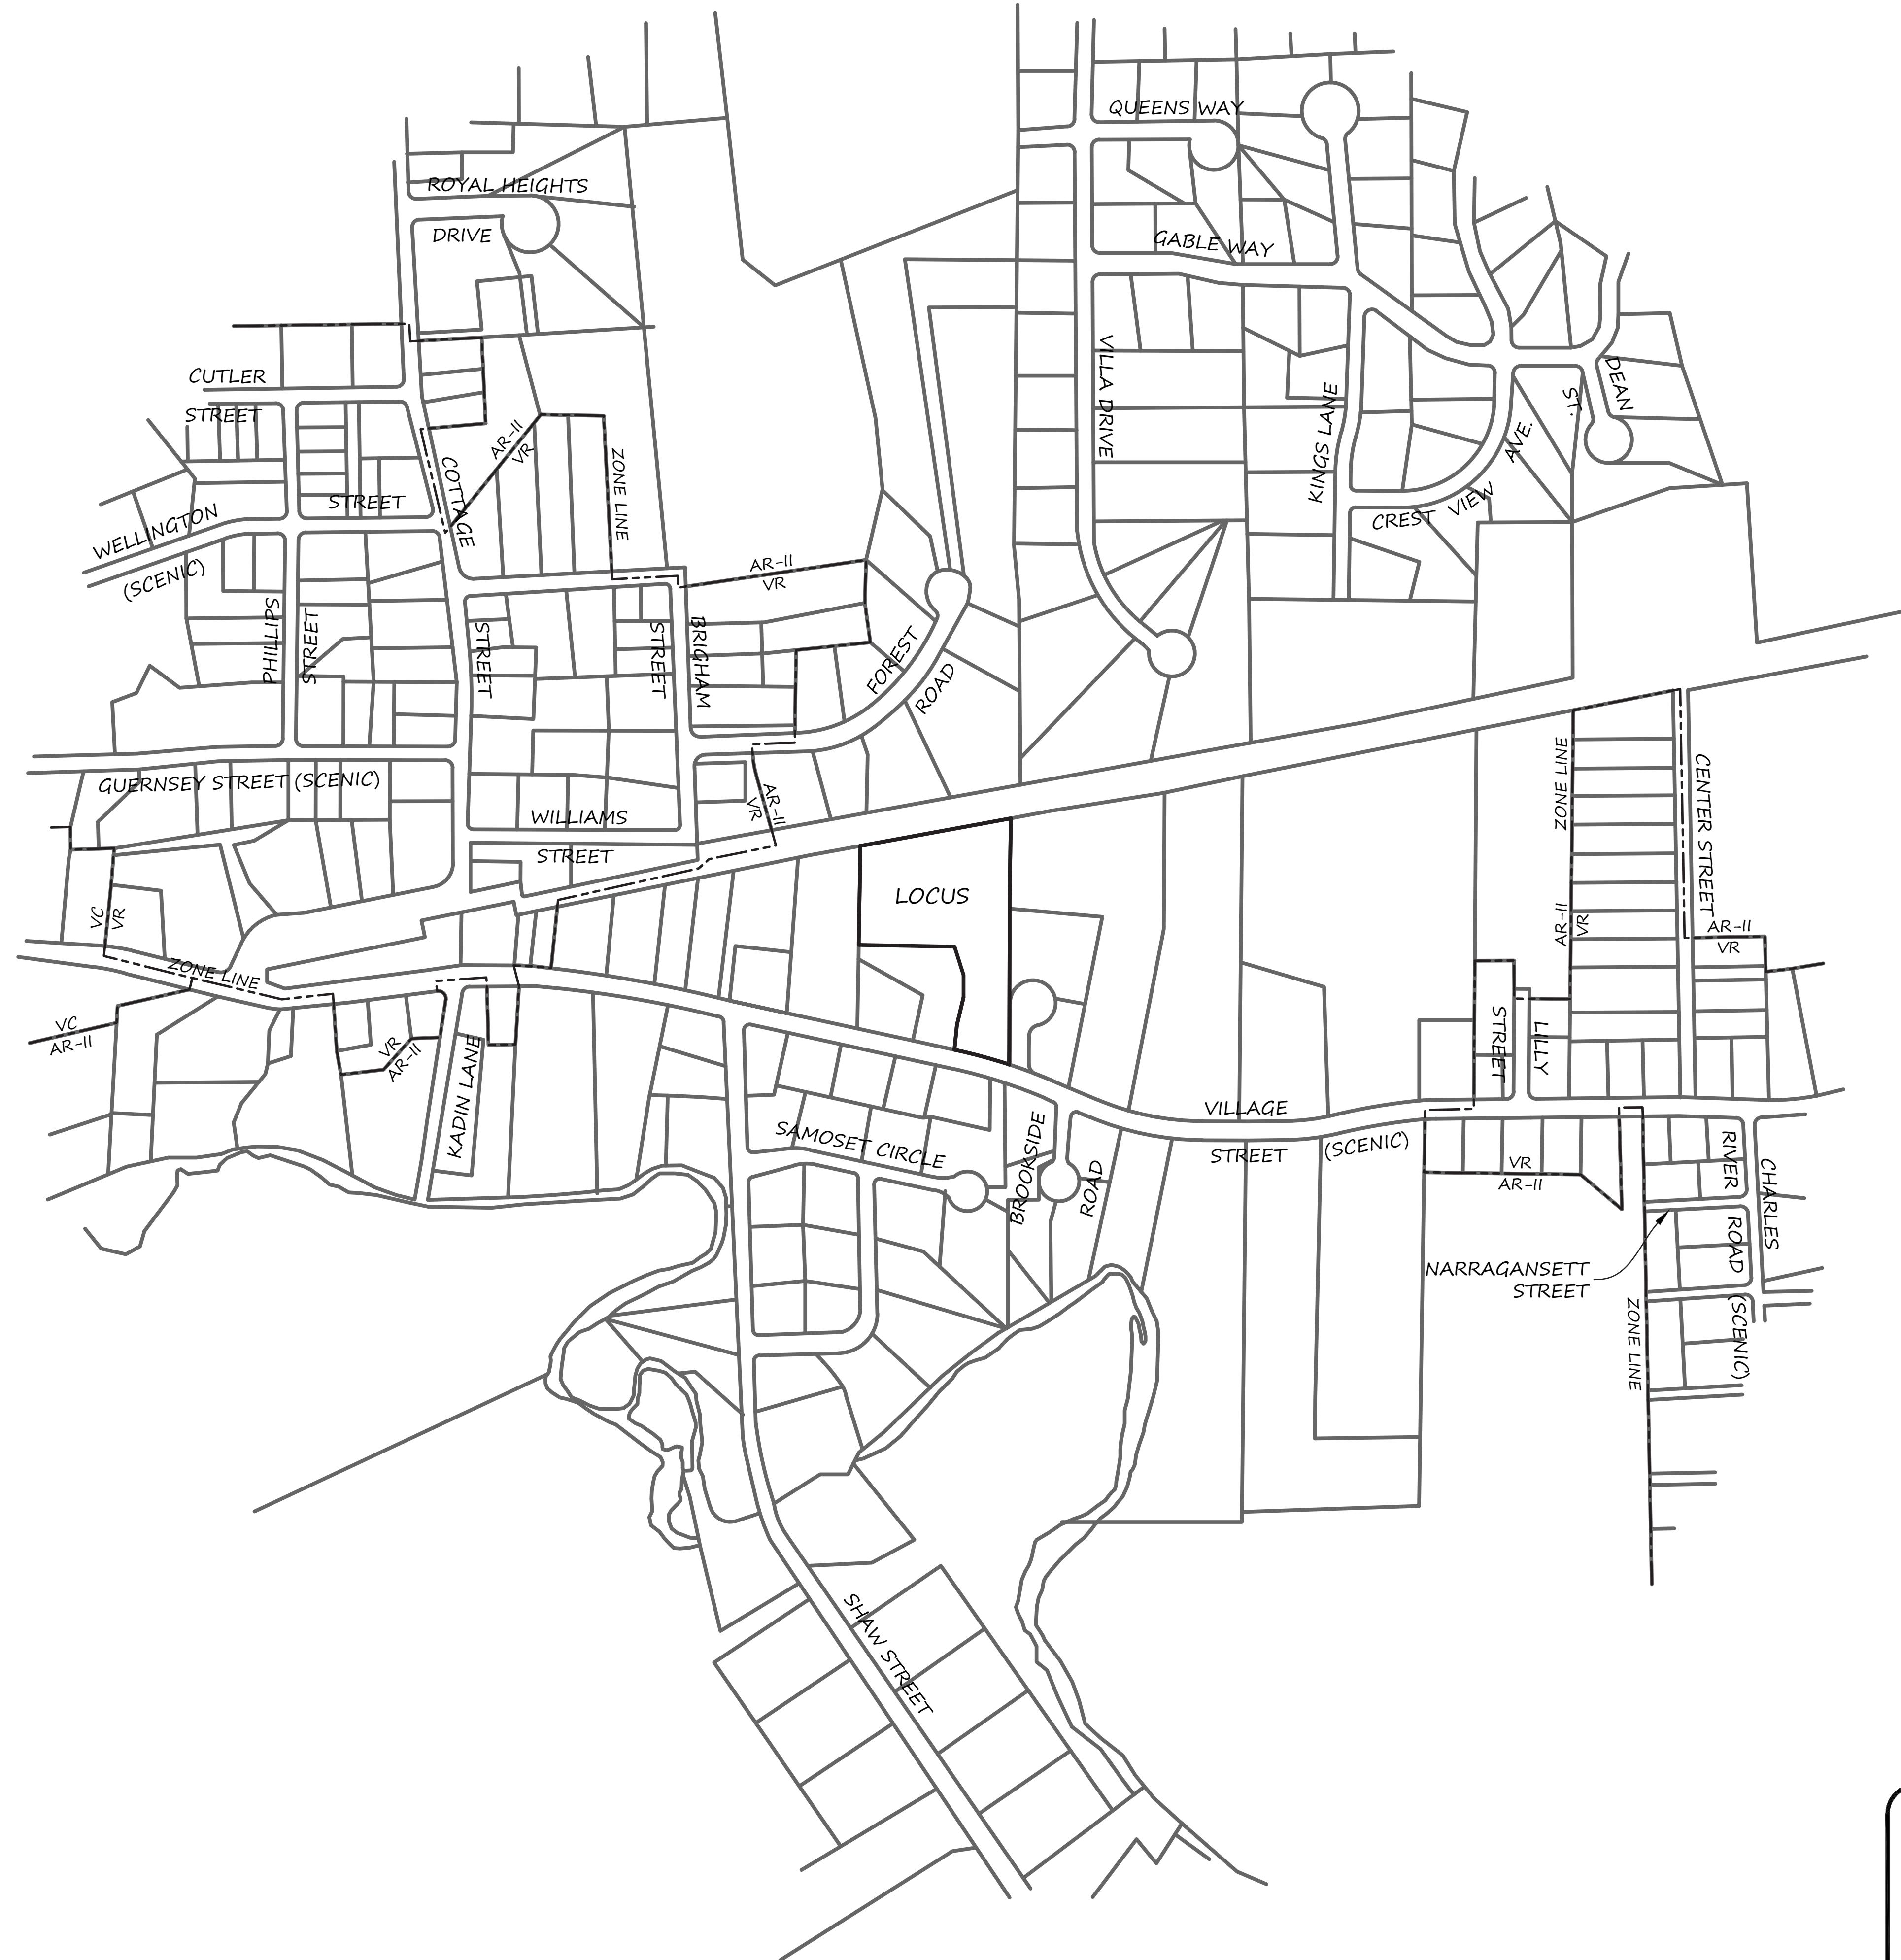 QUEENS WAY
ROYAL HEIGHTS
DRIVE
GABLE WAY
CUTLER
STREET
VILLA DRIVE
KINGS LANE
DEAN
ST.
AVE.
CREST VIEW
AR-II
VR
ZONE LINE
COTTAGE
STREET
STREET
WELLINGTON
(SCENIC)
AR-II
VR
PHILLIPS
STREET
STREET
BRIGHAM
FOREST
ROAD
GUERNSEY STREET (SCENIC)
WILLIAMS
STREET
AR-II
VR
ZONE LINE
CENTER STREET
LOCUS
VC
VR
AR-II
VR
AR-II
VR
ZONE LINE
VC
AR-II
VR
AR-II
KADIN LANE
STREET
LILLY
VILLAGE
STREET
(SCENIC)
SAMOSET CIRCLE
BROOKSIDE
ROAD
VR
AR-II
RIVER
ROAD
(SCENIC)
CHARLES
NARRAGANSETT
STREET
ZONE LINE
SHAW STREET